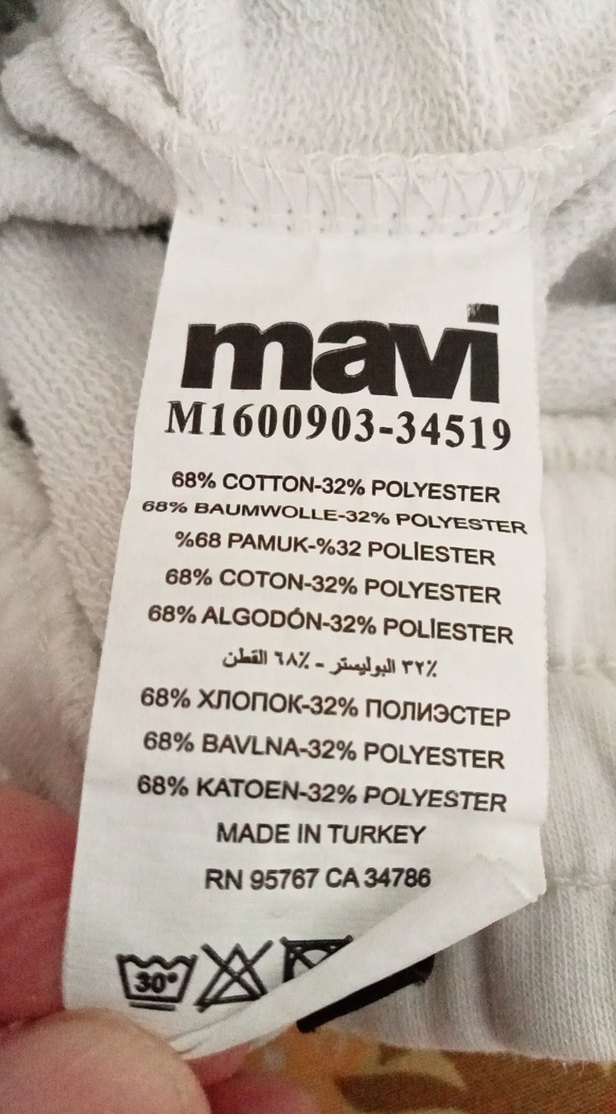 mavi
M1600903-34519
68% COTTON-32% POLYESTER
68% BAUMWOLLE-32% POLYESTER
%68 PAMUK-%32 POLİESTER
68% COTON-32% POLYESTER
68% ALGODÓN-32% POLİESTER
٣٢٪ البوليستر - ٦٨٪ القطن
68% ХЛОПОК-32% ПОЛИЭСТЕР
68% BAVLNA-32% POLYESTER
68% KATOEN-32% POLYESTER
MADE IN TURKEY
RN 95767 CA 34786
30°